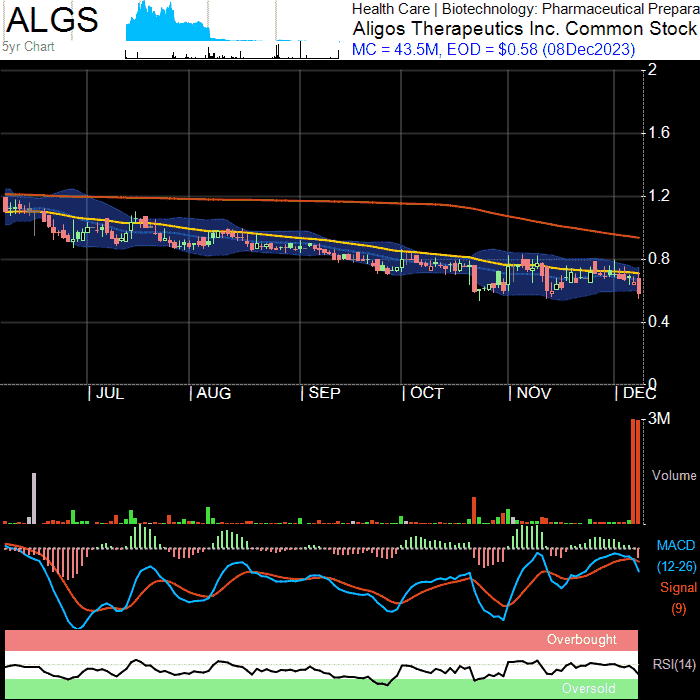 ALGS
5yr Chart
Health Care | Biotechnology: Pharmaceutical Prepara
Aligos Therapeutics Inc. Common Stock
MC = 43.5M, EOD = $0.58 (08Dec2023)
2
1.6
1.2
0.8
0.4
0
| JUL | AUG | SEP | OCT | NOV | DEC
3M
Volume
MACD
(12-26)
Signal
(9)
Overbought
RSI(14)
Oversold